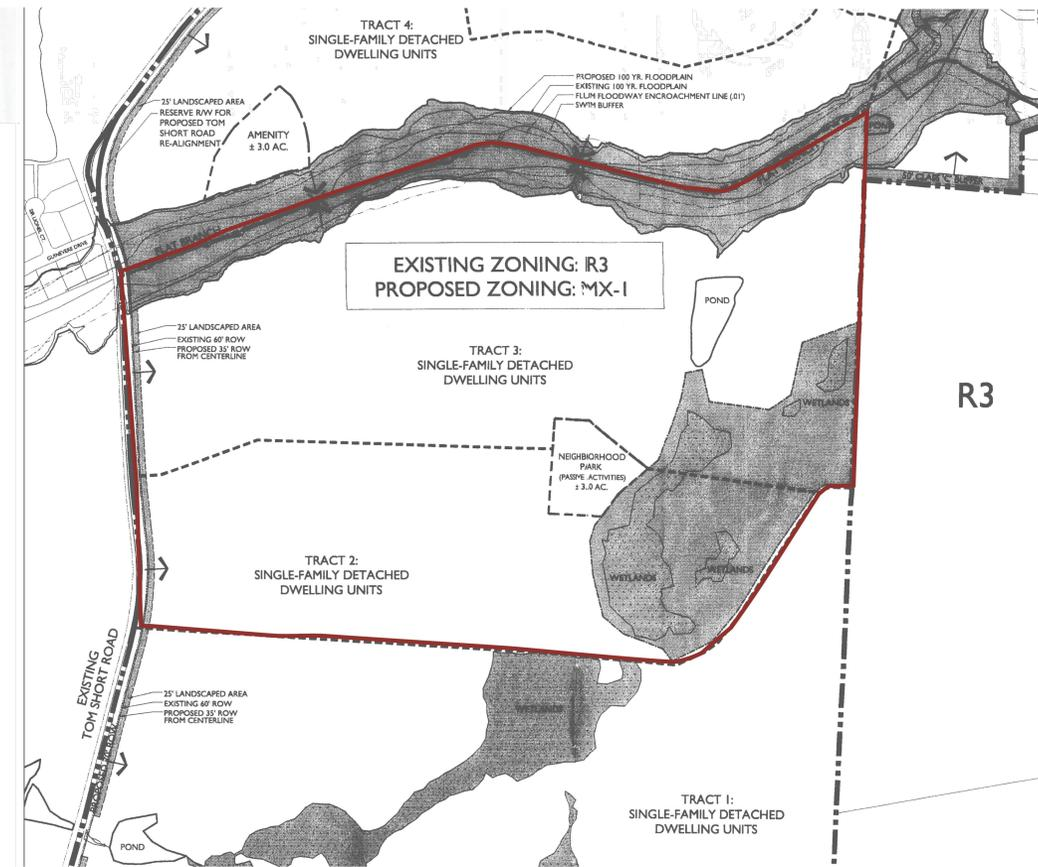 TRACT 4:
SINGLE-FAMILY DETACHED
DWELLING UNITS
PROPOSED 100 YR. FLOODPLAIN
EXISTING 100 YR. FLOODPLAIN
FLUM FLOODWAY ENCROACHMENT LINE (.01')
SWIM BUFFER
25' LANDSCAPED AREA
RESERVE R/W FOR
PROPOSED TOM
SHORT ROAD
RE-ALIGNMENT
AMENITY
± 3.0 AC.
GUINEVERE DRIVE
FLAT BRANCH
EXISTING ZONING: R3
PROPOSED ZONING: MX-1
POND
25' LANDSCAPED AREA
EXISTING 60' ROW
PROPOSED 35' ROW
FROM CENTERLINE
TRACT 3:
SINGLE-FAMILY DETACHED
DWELLING UNITS
R3
WETLANDS
NEIGHBORHOOD
PARK
(PASSIVE ACTIVITIES)
± 3.0 AC.
TRACT 2:
SINGLE-FAMILY DETACHED
DWELLING UNITS
WETLANDS
WETLANDS
EXISTING
TOM SHORT ROAD
25' LANDSCAPED AREA
EXISTING 60' ROW
PROPOSED 35' ROW
FROM CENTERLINE
WETLANDS
TRACT 1:
SINGLE-FAMILY DETACHED
DWELLING UNITS
POND